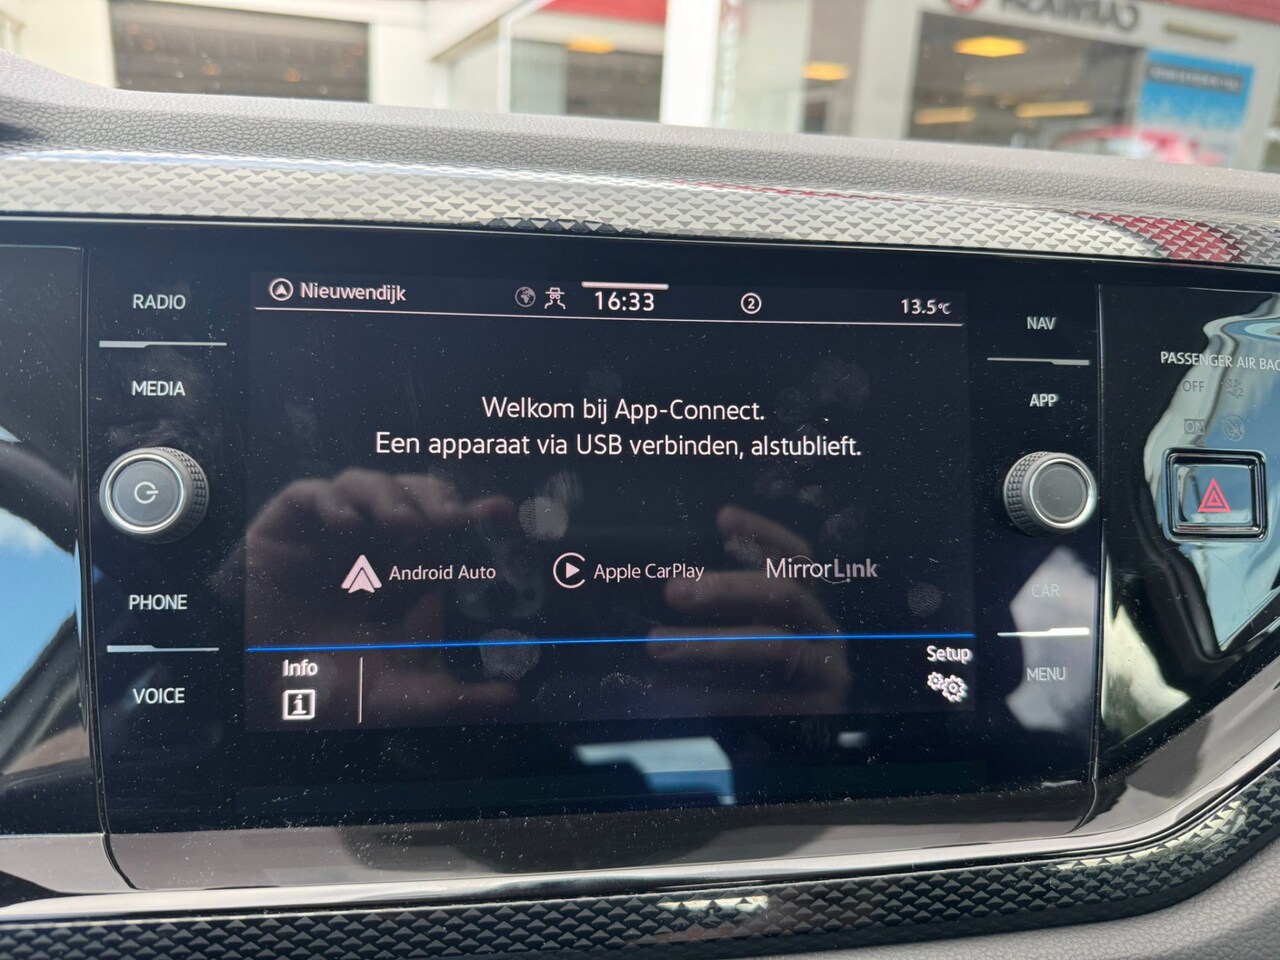 Nieuwendijk
16:33
2
13.5°C
RADIO
MEDIA
PHONE
VOICE
NAV
APP
CAR
MENU
Welkom bij App-Connect.
Een apparaat via USB verbinden, alstublieft.
Android Auto
Apple CarPlay
MirrorLink
Info
Setup
PASSENGER AIR BAG
OFF
ON